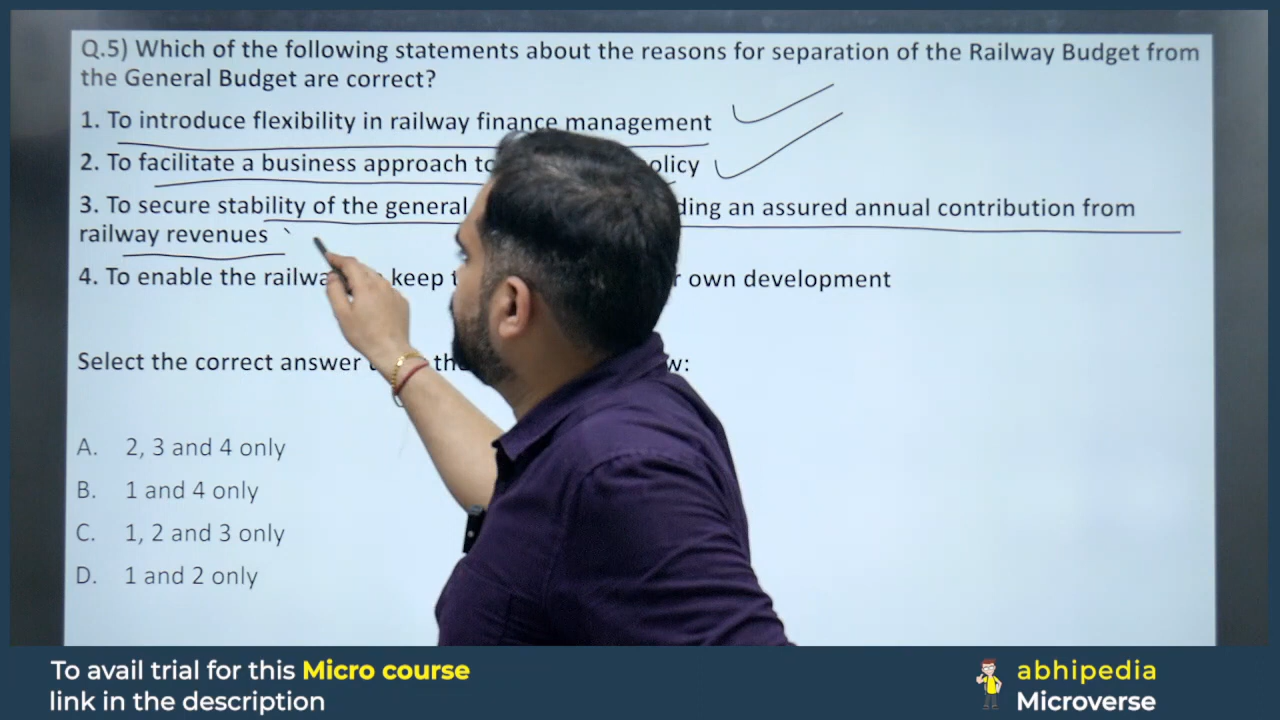 Q.5) Which of the following statements about the reasons for separation of the Railway Budget from
the General Budget are correct?
1. To introduce flexibility in railway finance management
2. To facilitate a business approach to olicy
3. To secure stability of the general ding an assured annual contribution from
railway revenues
4. To enable the railwa keep own development
Select the correct answer w:
A. 2, 3 and 4 only
B. 1 and 4 only
C. 1, 2 and 3 only
D. 1 and 2 only
To avail trial for this Micro course
link in the description
abhipedia
Microverse